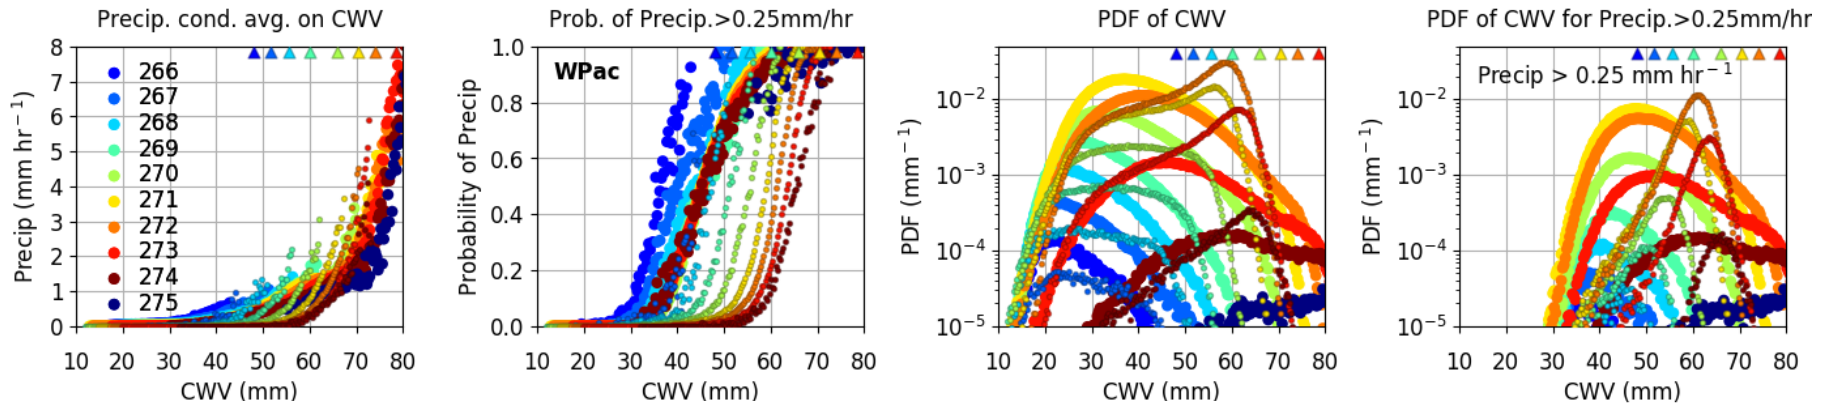 Precip. cond. avg. on CWV
Precip (mm hr⁻¹)
8
7
6
5
4
3
2
1
0
266
267
268
269
270
271
272
273
274
275
10 20 30 40 50 60 70 80
CWV (mm)
Prob. of Precip.>0.25mm/hr
WPac
Probability of Precip
1.0
0.8
0.6
0.4
0.2
0.0
10 20 30 40 50 60 70 80
CWV (mm)
PDF of CWV
PDF (mm⁻¹)
10⁻²
10⁻³
10⁻⁴
10⁻⁵
10 20 30 40 50 60 70 80
CWV (mm)
PDF of CWV for Precip.>0.25mm/hr
Precip > 0.25 mm hr⁻¹
PDF (mm⁻¹)
10⁻²
10⁻³
10⁻⁴
10⁻⁵
10 20 30 40 50 60 70 80
CWV (mm)